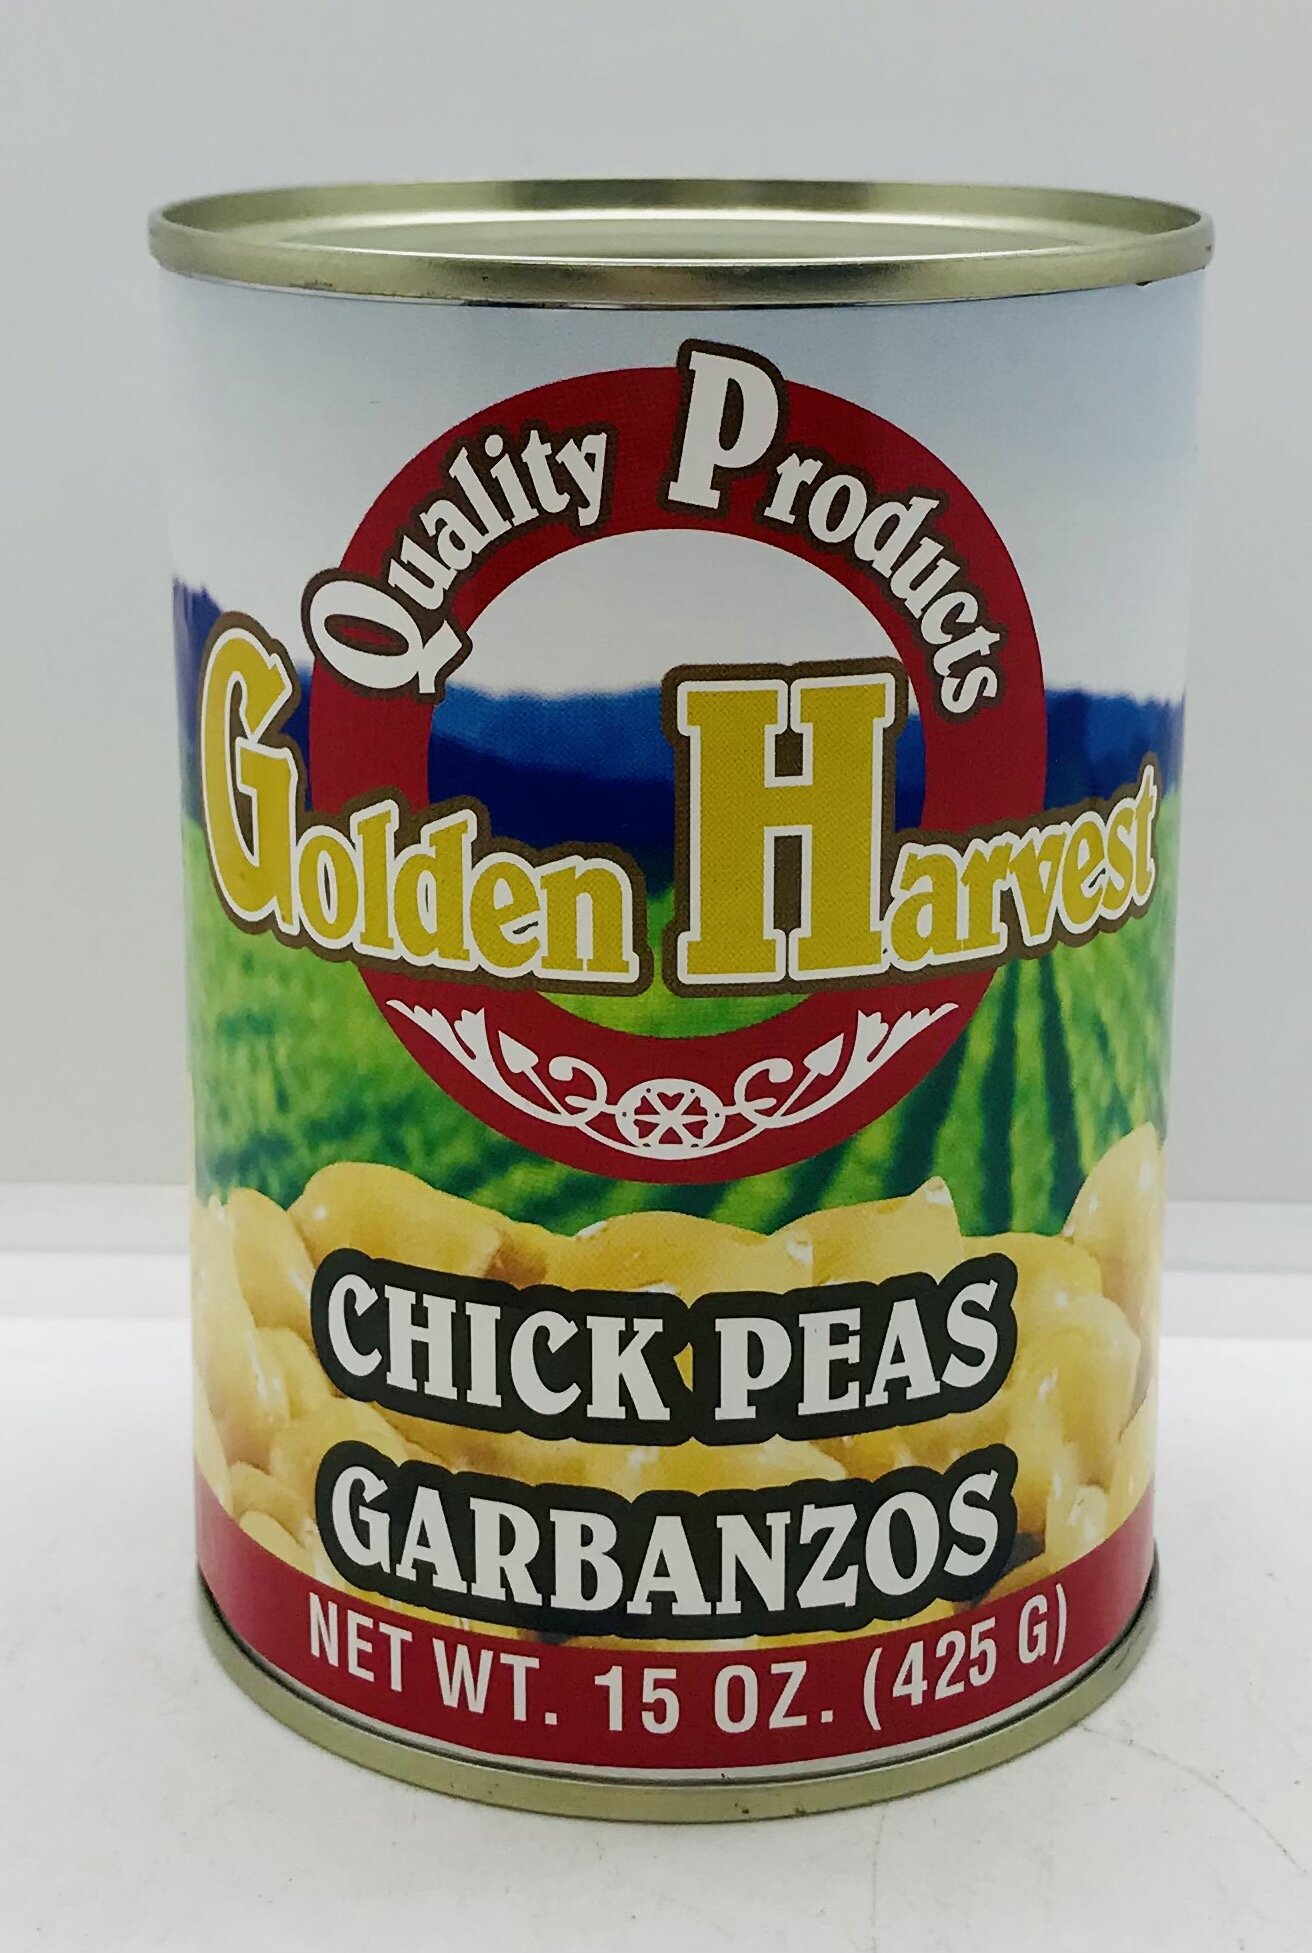 Quality Products
Golden Harvest
CHICK PEAS
GARBANZOS
NET WT. 15 OZ. (425 G)